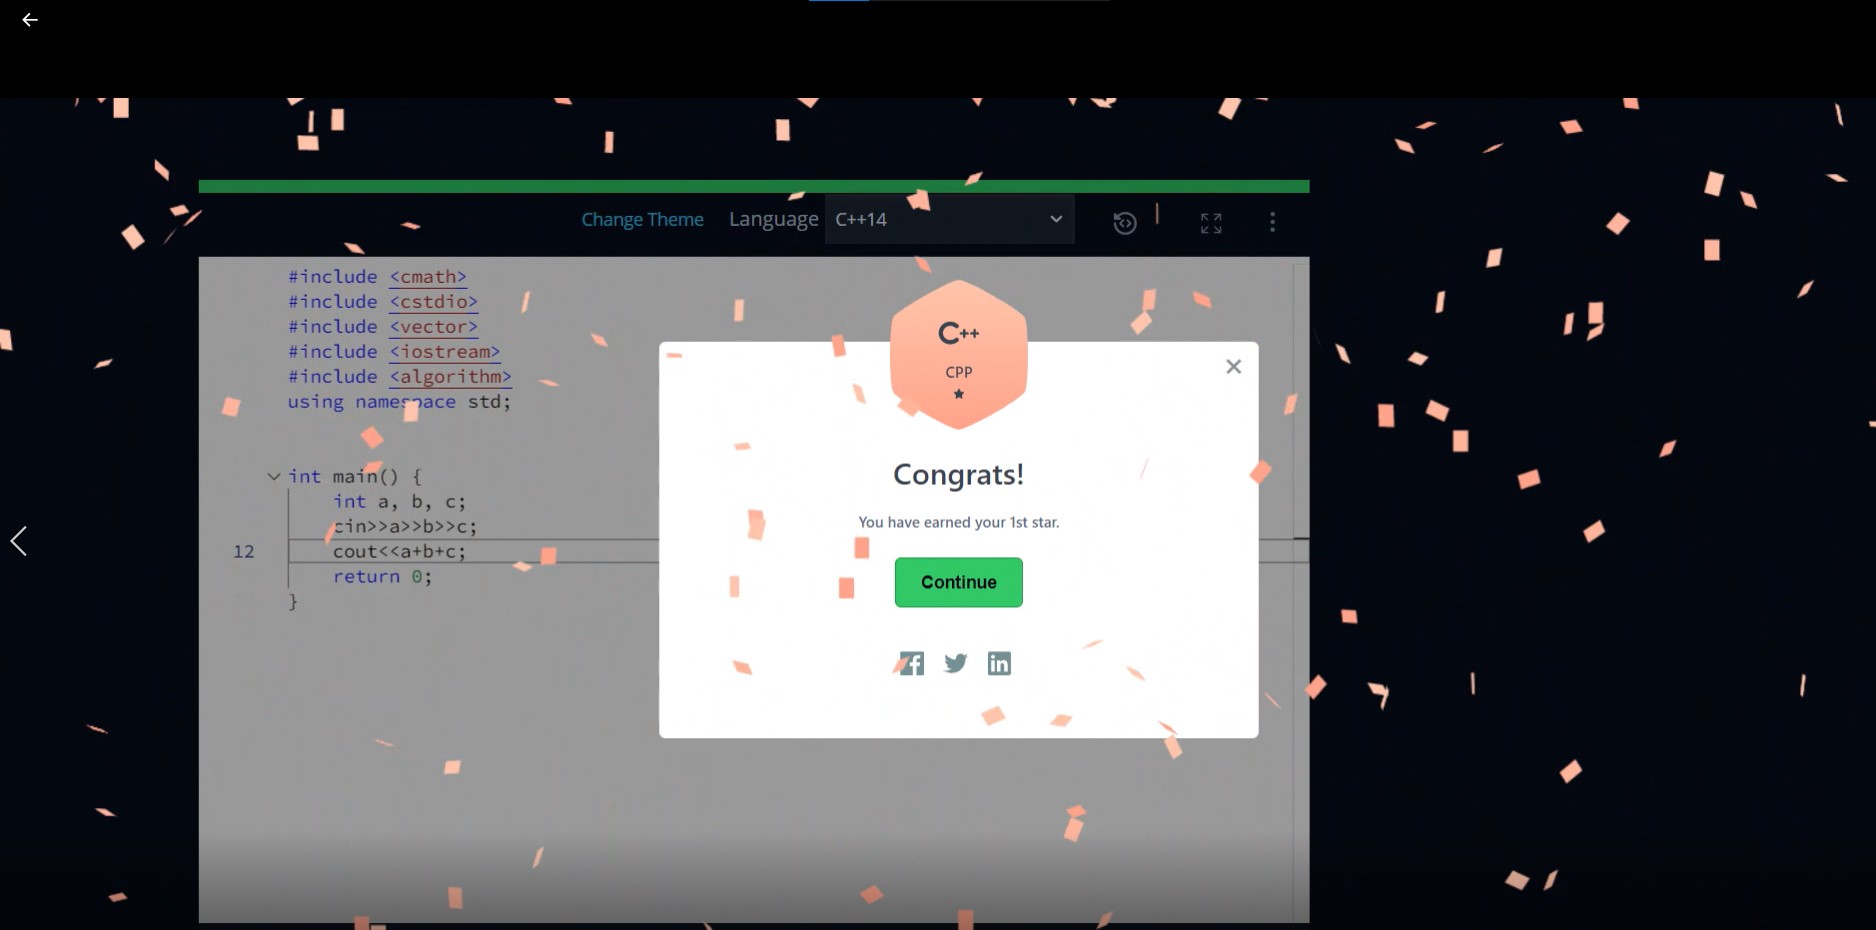 Change Theme Language C++14
#include <cmath>
#include <cstdio>
#include <vector>
#include <iostream>
#include <algorithm>
using namespace std;
int main() {
int a, b, c;
cin>>a>>b>>c;
12 cout<<a+b+c;
return 0;
}
C++
CPP
Congrats!
You have earned your 1st star.
Continue